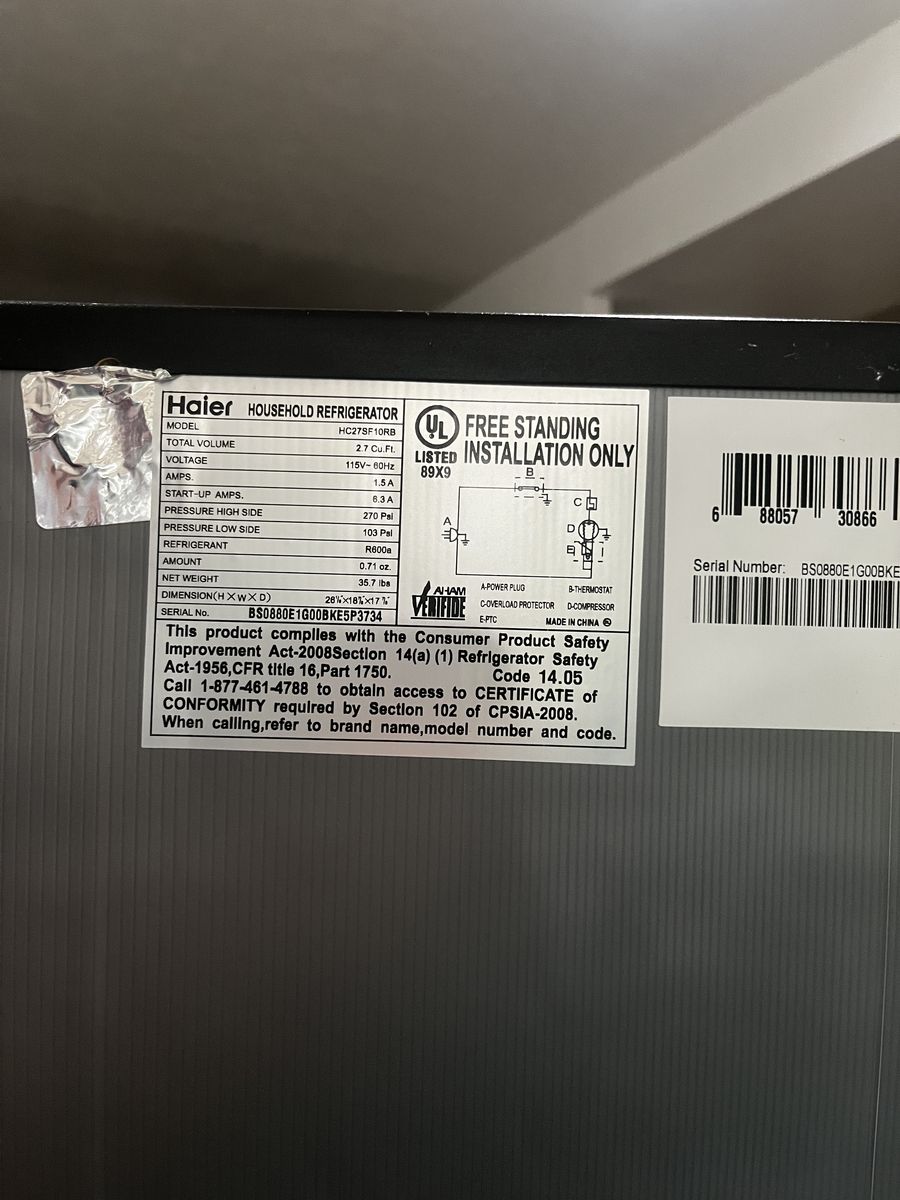 Haier HOUSEHOLD REFRIGERATOR
MODEL HC27SF10RB
TOTAL VOLUME 2.7 Cu.Ft.
VOLTAGE 115V~ 60Hz
AMPS. 1.5 A
START-UP AMPS. 6.3 A
PRESSURE HIGH SIDE 270 Psi
PRESSURE LOW SIDE 103 Psi
REFRIGERANT R600a
AMOUNT 0.71 oz.
NET WEIGHT 35.7 lbs
DIMENSION(H X W X D)
SERIAL No. BS0880E1G00BKE5P3734
UL
LISTED
89X9
FREE STANDING
INSTALLATION ONLY
A
B
C
D
E
AHAM
VERIFIDE
A-POWER PLUG B-THERMOSTAT
C-OVERLOAD PROTECTOR D-COMPRESSOR
E-PTC MADE IN CHINA
This product complies with the Consumer Product Safety
Improvement Act-2008Section 14(a) (1) Refrigerator Safety
Act-1956,CFR title 16,Part 1750. Code 14.05
Call 1-877-461-4788 to obtain access to CERTIFICATE of
CONFORMITY required by Section 102 of CPSIA-2008.
When calling,refer to brand name,model number and code.
6 88057 30866
Serial Number: BS0880E1G00BKE